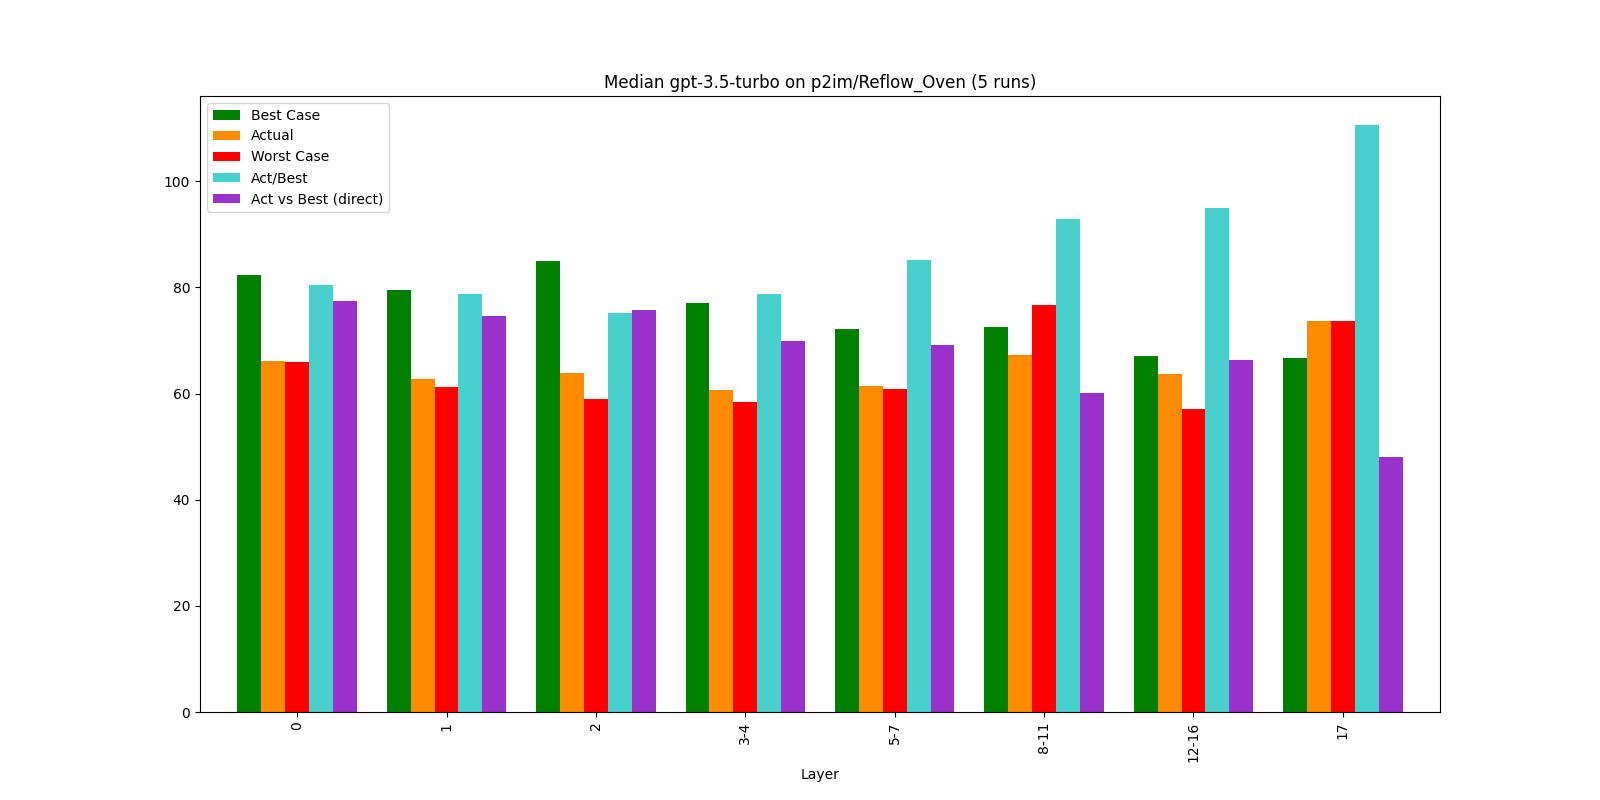 Median gpt-3.5-turbo on p2im/Reflow_Oven (5 runs)
Best Case
Actual
Worst Case
Act/Best
Act vs Best (direct)
100
80
60
40
20
0
0
1
2
3-4
5-7
8-11
12-16
17
Layer